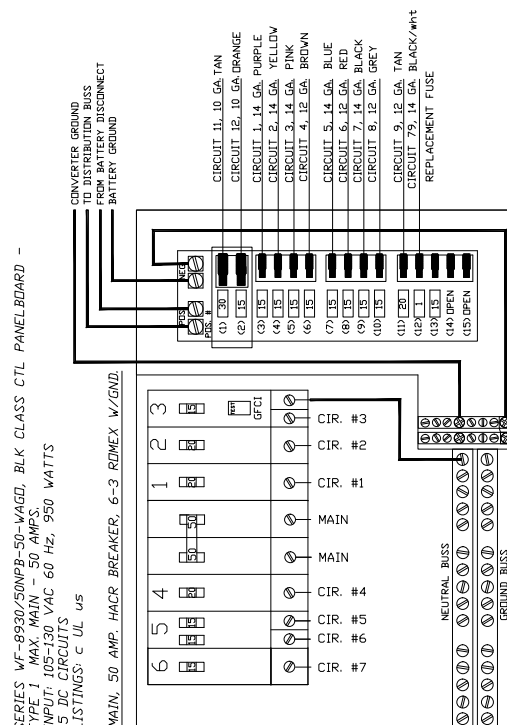 SERIES WF-8930/50NPB-50-WAGO, BLK CLASS CTL PANELBOARD -
TYPE 1 MAX. MAIN - 50 AMPS.
INPUT: 105-130 VAC 60 Hz, 950 WATTS
5 DC CIRCUITS
LISTINGS: c UL us
MAIN, 50 AMP. HACR BREAKER, 6-3 ROMEX W/GND.
CONVERTER GROUND
TO DISTRIBUTION BUSS
FROM BATTERY DISCONNECT
BATTERY GROUND
CIRCUIT 11, 10 GA TAN
CIRCUIT 12, 10 GA ORANGE
CIRCUIT 1, 14 GA PURPLE
CIRCUIT 2, 14 GA YELLOW
CIRCUIT 3, 14 GA PINK
CIRCUIT 4, 12 GA BROWN
CIRCUIT 5, 14 GA BLUE
CIRCUIT 6, 12 GA RED
CIRCUIT 7, 14 GA BLACK
CIRCUIT 8, 12 GA GREY
CIRCUIT 9, 12 GA TAN
CIRCUIT 79, 14 GA BLACK/wht
REPLACEMENT FUSE
POS
NEG
POS. #
(1) 30
(2) 15
(3) 15
(4) 15
(5) 15
(6) 15
(7) 15
(8) 15
(9) 15
(10) 15
(11) 20
(12) 1
(13) 15
(14) OPEN
(15) OPEN
3 15 TEST GFCI
CIR. #3
2 20 CIR. #2
1 20 CIR. #1
50 MAIN
50 MAIN
4 20 CIR. #4
5 15 CIR. #5
15 CIR. #6
6 15 CIR. #7
NEUTRAL BUSS
GROUND BUSS